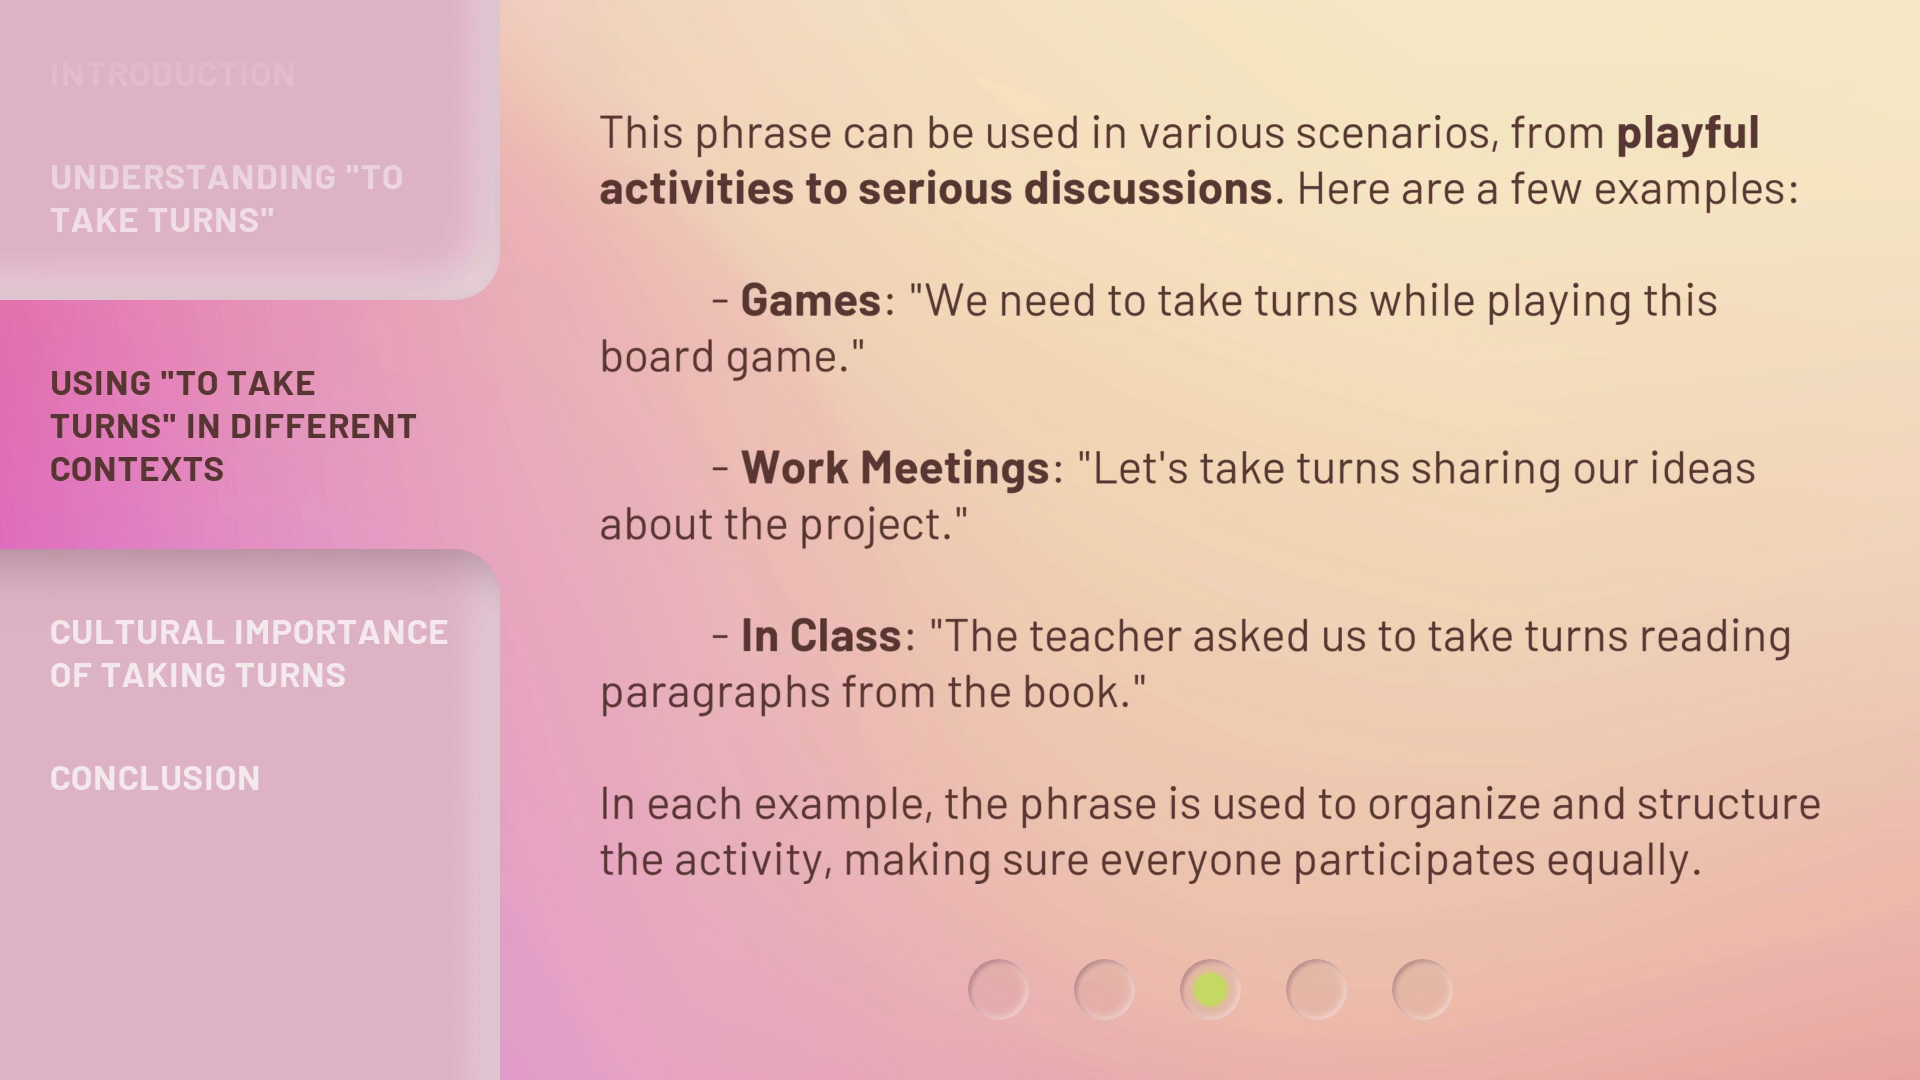 INTRODUCTION
UNDERSTANDING "TO
TAKE TURNS"
USING "TO TAKE
TURNS" IN DIFFERENT
CONTEXTS
CULTURAL IMPORTANCE
OF TAKING TURNS
CONCLUSION
This phrase can be used in various scenarios, from playful
activities to serious discussions. Here are a few examples:
- Games: "We need to take turns while playing this
board game."
- Work Meetings: "Let's take turns sharing our ideas
about the project."
- In Class: "The teacher asked us to take turns reading
paragraphs from the book."
In each example, the phrase is used to organize and structure
the activity, making sure everyone participates equally.